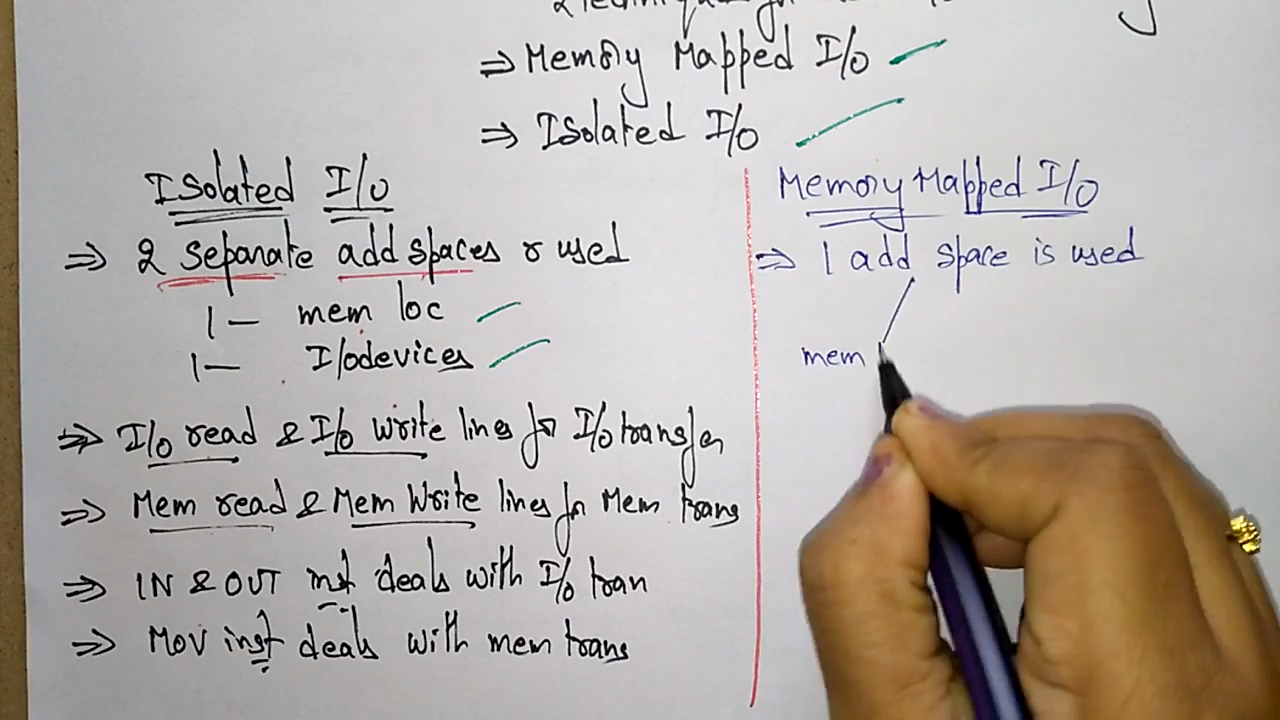 ⇒ Memory Mapped I/O
⇒ Isolated I/O
Isolated I/O
⇒ 2 separate add spaces r used
1 — mem loc
1 — I/o devices
⇒ I/o read & I/o write lines for I/o transfer
⇒ Mem read & Mem Write lines for Mem trans
⇒ IN & OUT inst deals with I/o tran
⇒ MOV inst deals with mem trans
Memory Mapped I/O
⇒ 1 add space is used
mem